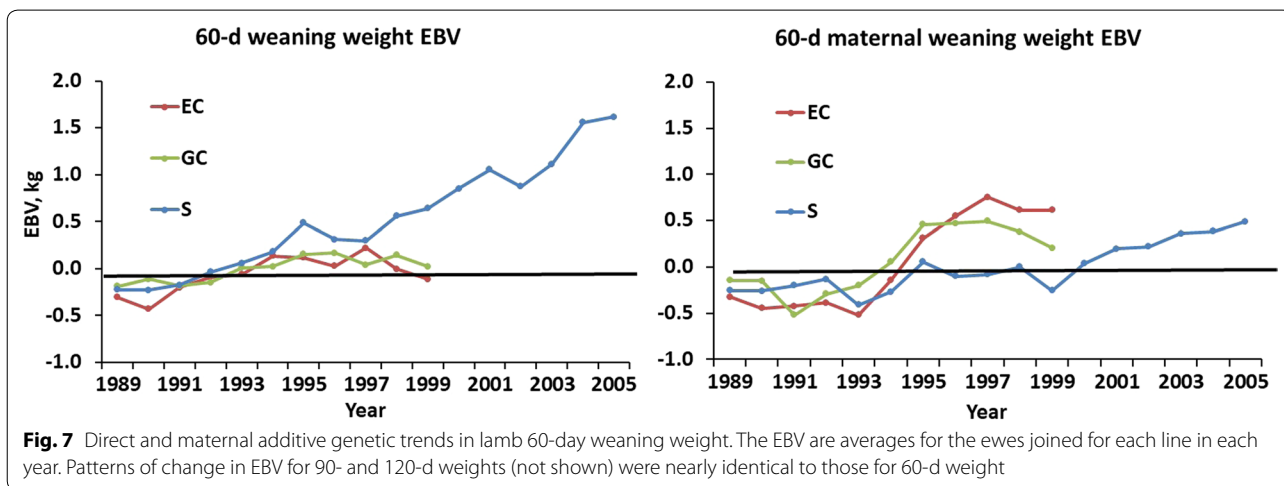 60-d weaning weight EBV
2.0
1.5
1.0
0.5
0.0
-0.5
-1.0
EBV, kg
EC
GC
S
1989 1991 1993 1995 1997 1999 2001 2003 2005
Year
60-d maternal weaning weight EBV
2.0
1.5
1.0
0.5
0.0
-0.5
-1.0
EC
GC
S
1989 1991 1993 1995 1997 1999 2001 2003 2005
Year
Fig. 7 Direct and maternal additive genetic trends in lamb 60-day weaning weight. The EBV are averages for the ewes joined for each line in each
year. Patterns of change in EBV for 90- and 120-d weights (not shown) were nearly identical to those for 60-d weight